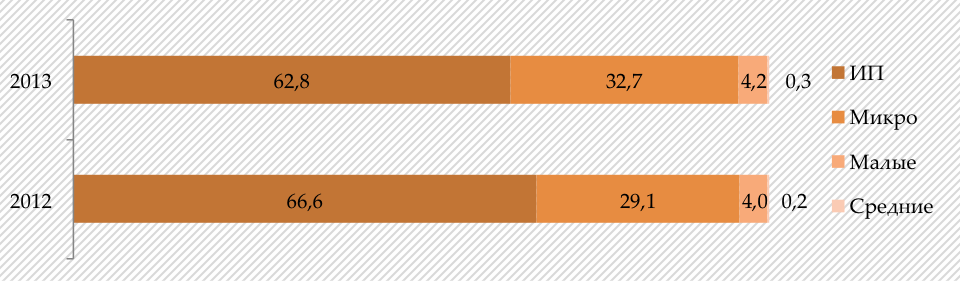 2013 62,8 32,7 4,2 0,3
2012 66,6 29,1 4,0 0,2
ИП
Микро
Малые
Средние